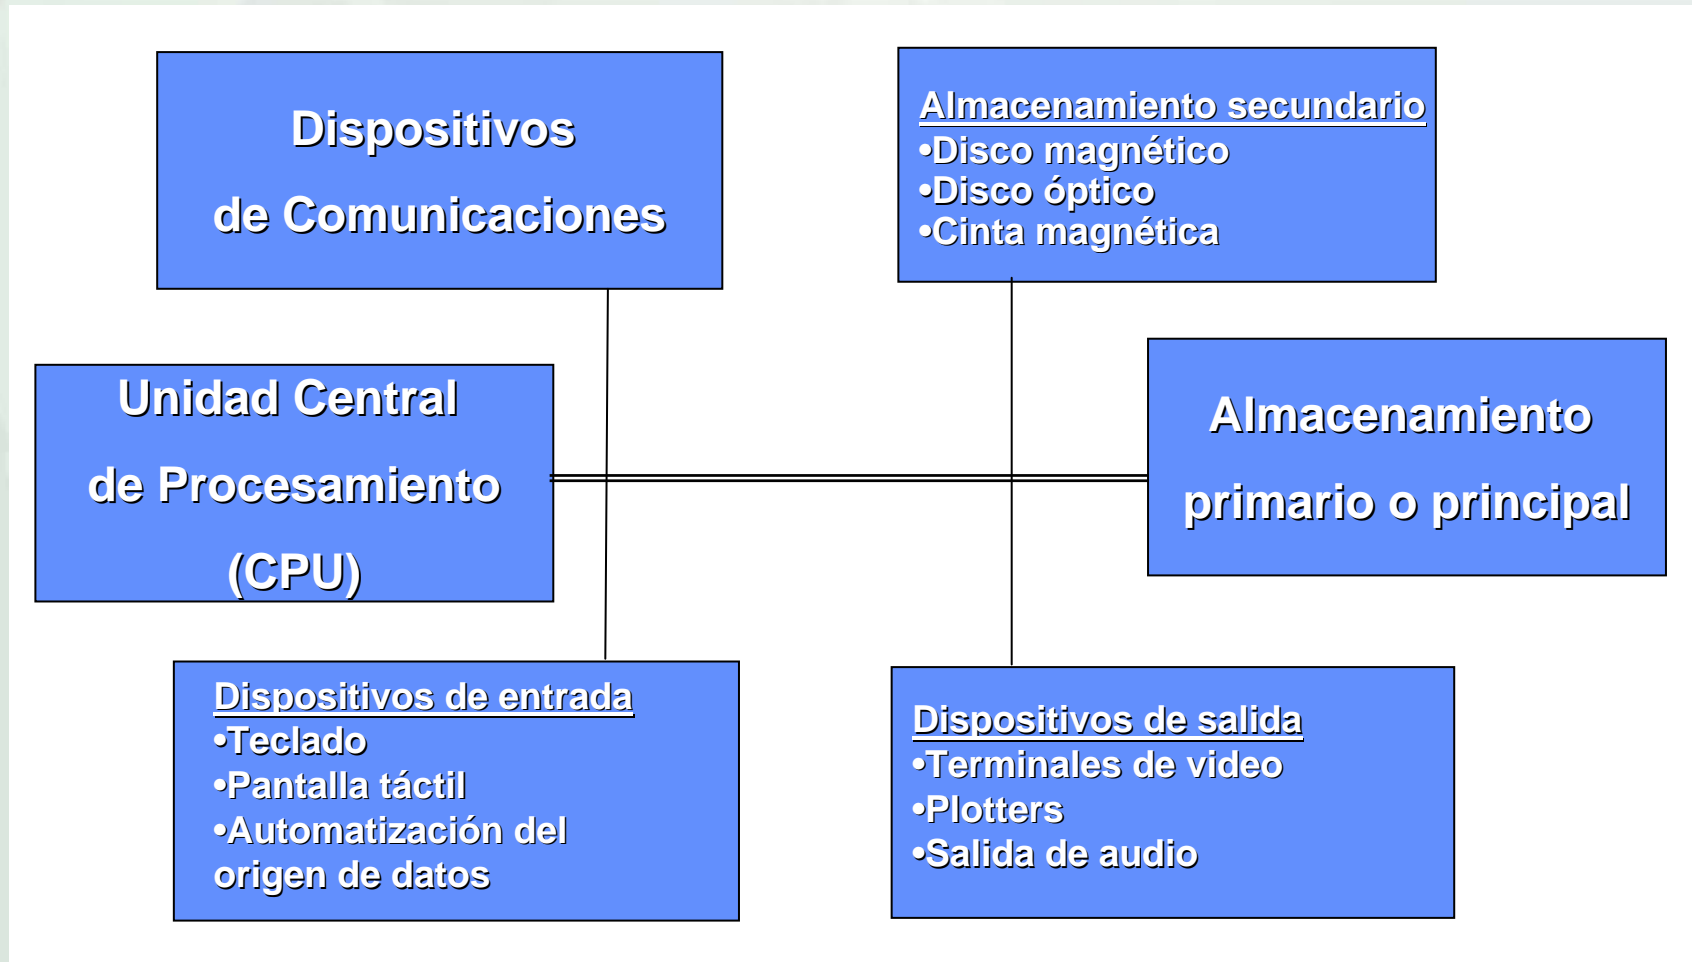 Dispositivos
de Comunicaciones
Almacenamiento secundario
•Disco magnético
•Disco óptico
•Cinta magnética
Unidad Central
de Procesamiento
(CPU)
Almacenamiento
primario o principal
Dispositivos de entrada
•Teclado
•Pantalla táctil
•Automatización del
origen de datos
Dispositivos de salida
•Terminales de video
•Plotters
•Salida de audio